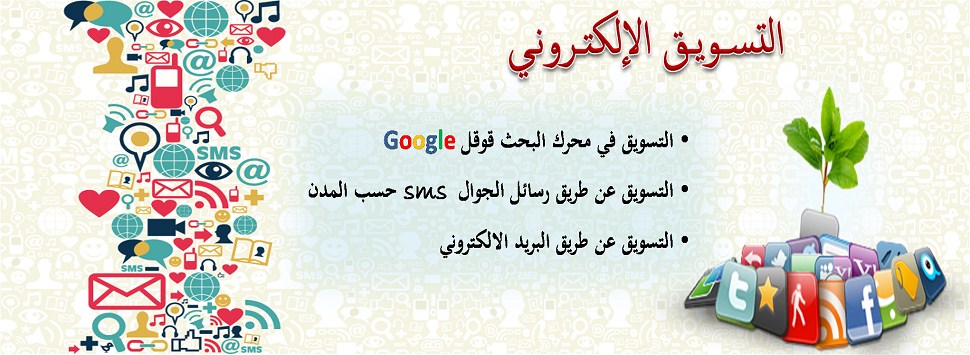 التسويق الإلكتروني
• التسويق في محرك البحث قوقل Google
• التسويق عن طريق رسائل الجوال sms حسب المدن
• التسويق عن طريق البريد الالكتروني
SMS
SMS
SMS
SMS